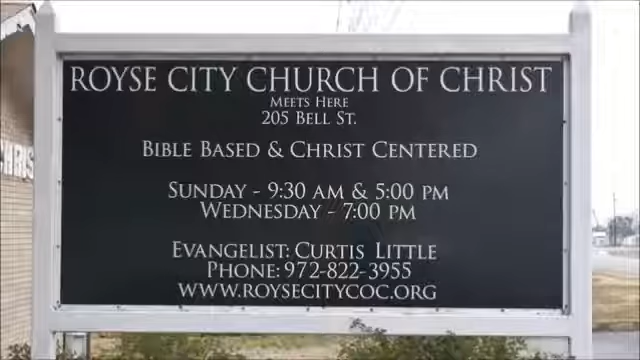 ROYSE CITY CHURCH OF CHRIST
MEETS HERE
205 BELL ST.
BIBLE BASED & CHRIST CENTERED
SUNDAY - 9:30 AM & 5:00 PM
WEDNESDAY - 7:00 PM
EVANGELIST: CURTIS LITTLE
PHONE: 972-822-3955
WWW.ROYSECITYCOC.ORG